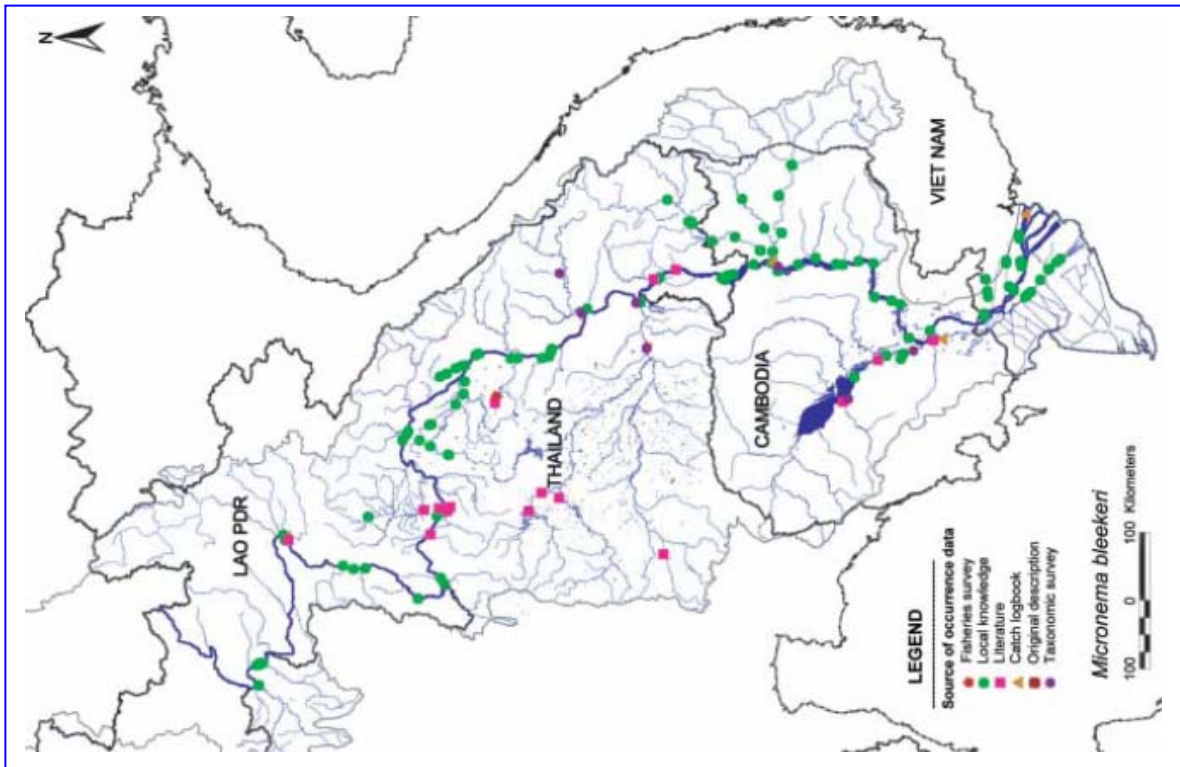 N
LAO PDR
THAILAND
CAMBODIA
VIET NAM
LEGEND
Source of occurrence data
Fisheries survey
Local knowledge
Literature
Catch logbook
Original description
Taxonomic survey
Micronema bleekeri
100 0 100 Kilometers